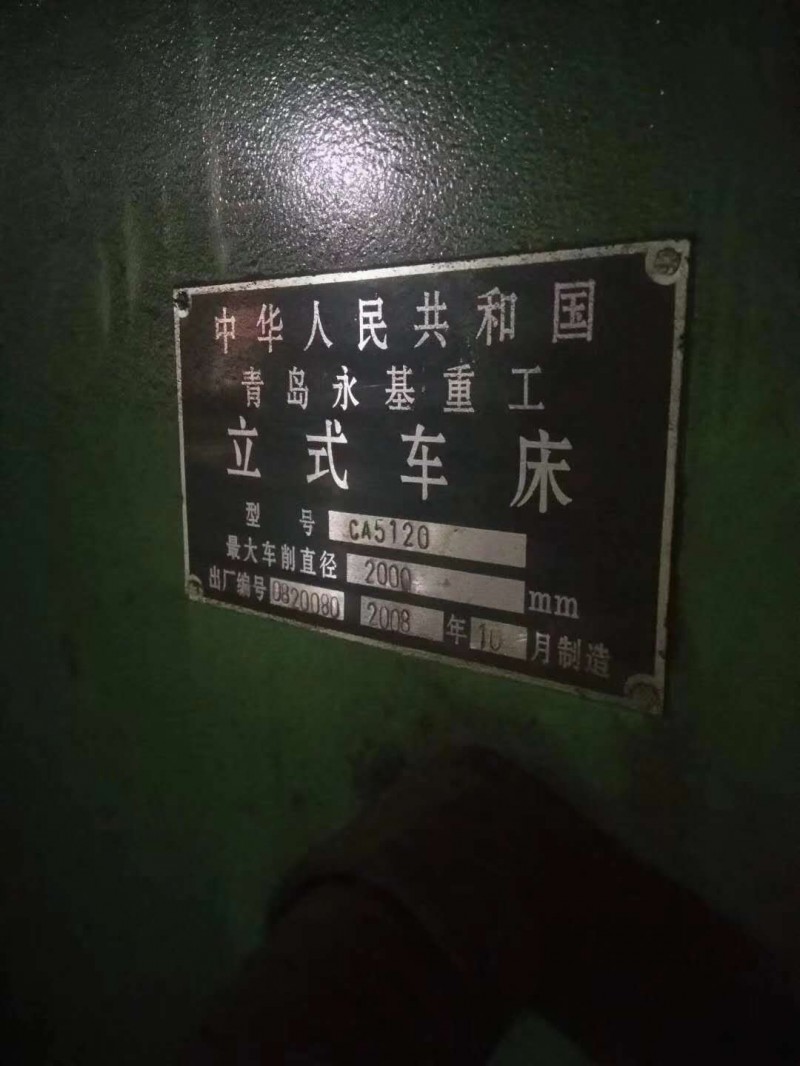 中华人民共和国
青岛永基重工
立式车床
型号 CA5120
最大车削直径 2000 mm
出厂编号 0820080 2008 年 10 月制造